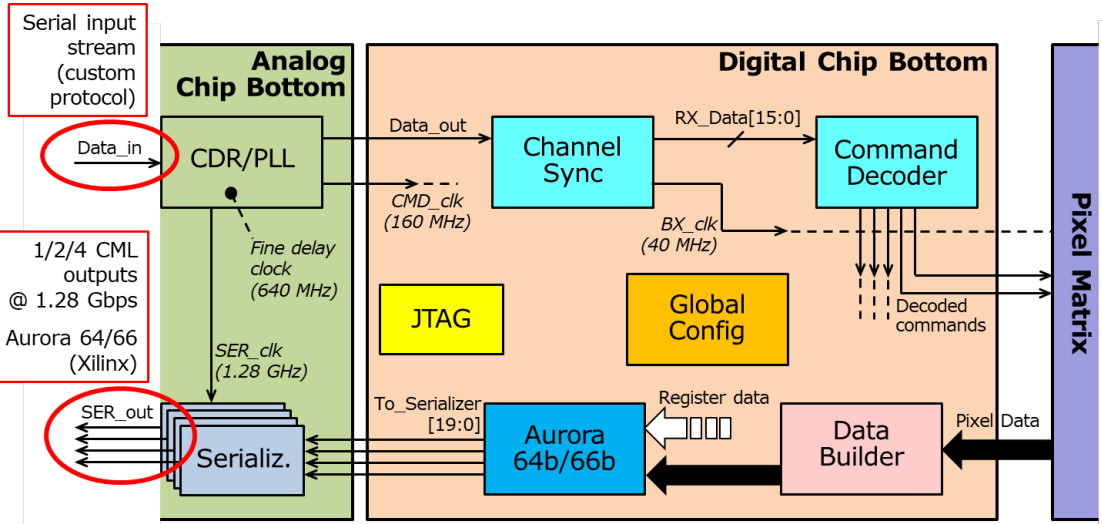 Serial input
stream
(custom
protocol)
Analog
Chip Bottom
Digital Chip Bottom
Data_in
CDR/PLL
Data_out
Channel
Sync
RX_Data[15:0]
Command
Decoder
CMD_clk
(160 MHz)
BX_clk
(40 MHz)
Fine delay
clock
(640 MHz)
1/2/4 CML
outputs
@ 1.28 Gbps
Aurora 64/66
(Xilinx)
JTAG
Global
Config
Decoded
commands
Pixel Matrix
SER_clk
(1.28 GHz)
SER_out
Serializ.
To_Serializer
[19:0]
Aurora
64b/66b
Register data
Data
Builder
Pixel Data